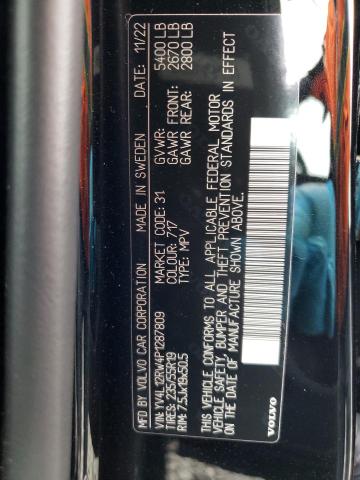 MFD. BY VOLVO CAR CORPORATION MADE IN SWEDEN DATE: 11/22
VIN: YV4L12RW4P1287809 MARKET CODE: 31 GVWR: 5400 LB
TIRES: 235/55R19 COLOUR: 717 GAWR FRONT: 2670 LB
RIM: 7.5Jx19x50.5 TYPE: MPV GAWR REAR: 2800 LB
THIS VEHICLE CONFORMS TO ALL APPLICABLE FEDERAL MOTOR
VEHICLE SAFETY, BUMPER AND THEFT PREVENTION STANDARDS IN EFFECT
ON THE DATE OF MANUFACTURE SHOWN ABOVE.
VOLVO